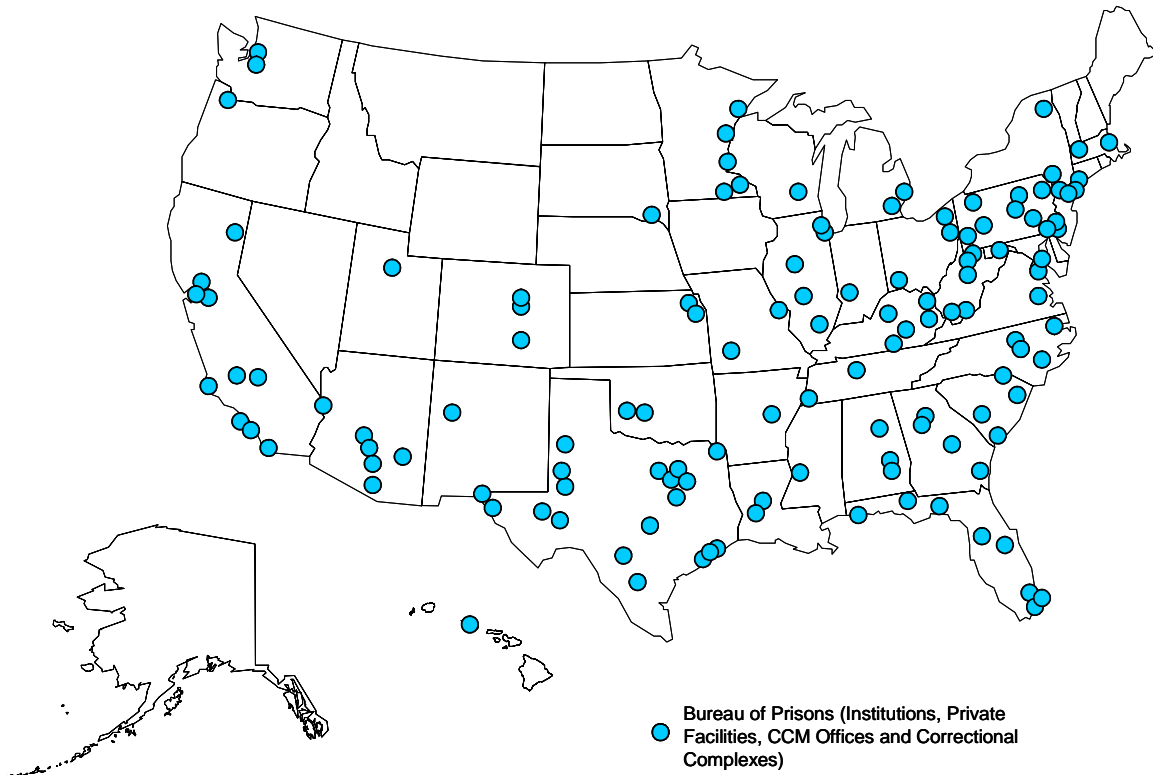 Bureau of Prisons (Institutions, Private
Facilities, CCM Offices and Correctional
Complexes)